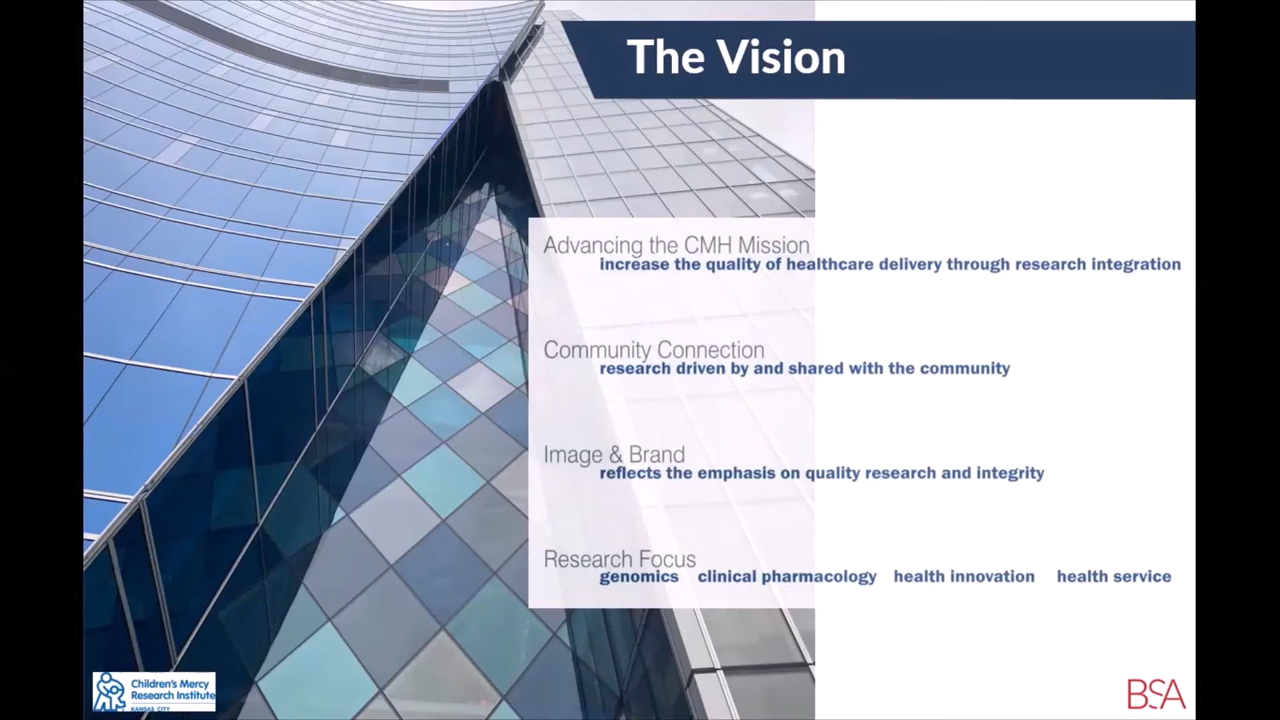 The Vision
Advancing the CMH Mission
increase the quality of healthcare delivery through research integration
Community Connection
research driven by and shared with the community
Image & Brand
reflects the emphasis on quality research and integrity
Research Focus
genomics clinical pharmacology health innovation health service
Children's Mercy
Research Institute
KANSAS CITY
BSA